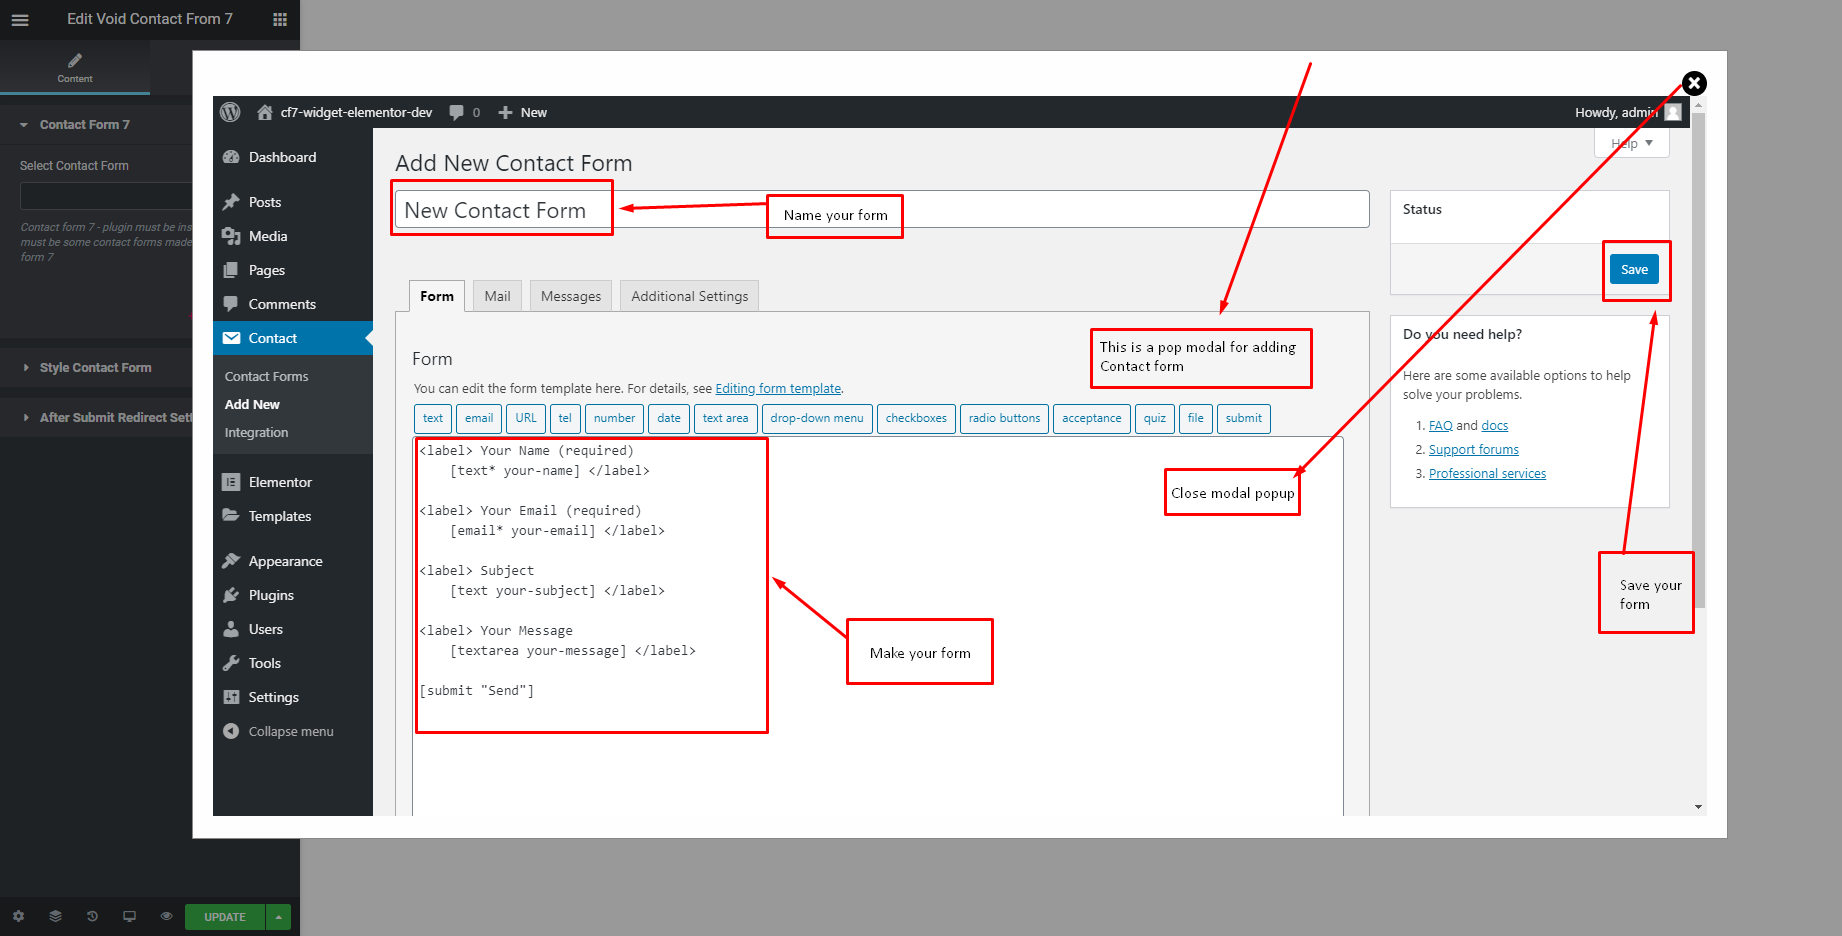 Edit Void Contact From 7
Content
Contact Form 7
Select Contact Form
Contact form 7 - plugin must be ins
must be some contact forms made
form 7
Style Contact Form
After Submit Redirect Sett
UPDATE
cf7-widget-elementor-dev
0
New
Howdy, admin
Dashboard
Posts
Media
Pages
Comments
Contact
Contact Forms
Add New
Integration
Elementor
Templates
Appearance
Plugins
Users
Tools
Settings
Collapse menu
Help
Add New Contact Form
New Contact Form
Name your form
Form
Mail
Messages
Additional Settings
Form
You can edit the form template here. For details, see Editing form template.
text
email
URL
tel
number
date
text area
drop-down menu
checkboxes
radio buttons
acceptance
quiz
file
submit
<label> Your Name (required)
[text* your-name] </label>
<label> Your Email (required)
[email* your-email] </label>
<label> Subject
[text your-subject] </label>
<label> Your Message
[textarea your-message] </label>
[submit "Send"]
Make your form
This is a pop modal for adding
Contact form
Close modal popup
Status
Save
Do you need help?
Here are some available options to help
solve your problems.
1. FAQ and docs
2. Support forums
3. Professional services
Save your
form